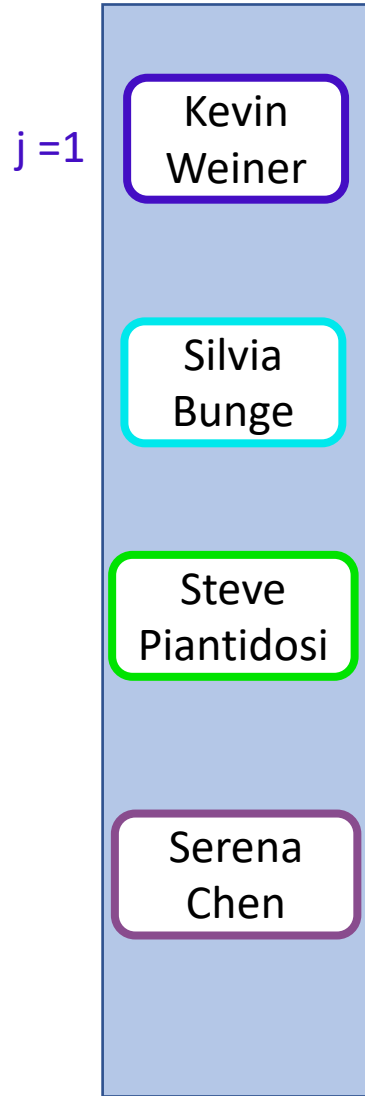 j =1
Kevin
Weiner
Silvia
Bunge
Steve
Piantidosi
Serena
Chen